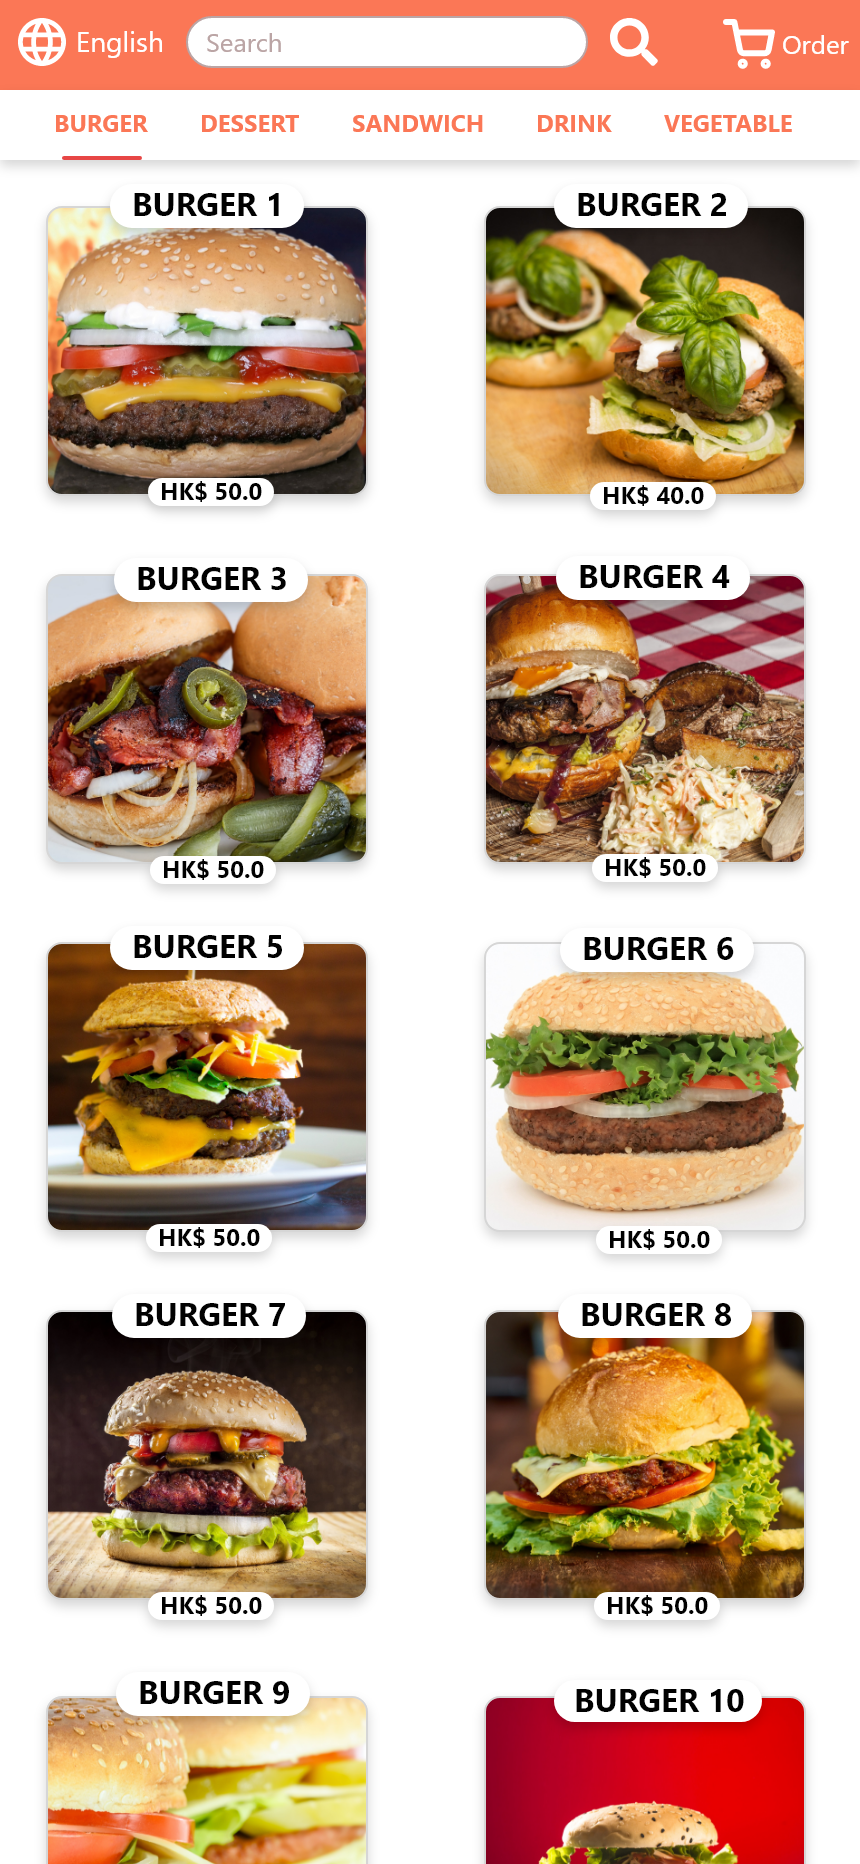 English
Search
Order
BURGER DESSERT SANDWICH DRINK VEGETABLE
BURGER 1
BURGER 2
HK$ 50.0
HK$ 40.0
BURGER 3
BURGER 4
HK$ 50.0
HK$ 50.0
BURGER 5
BURGER 6
HK$ 50.0
HK$ 50.0
BURGER 7
BURGER 8
HK$ 50.0
HK$ 50.0
BURGER 9
BURGER 10